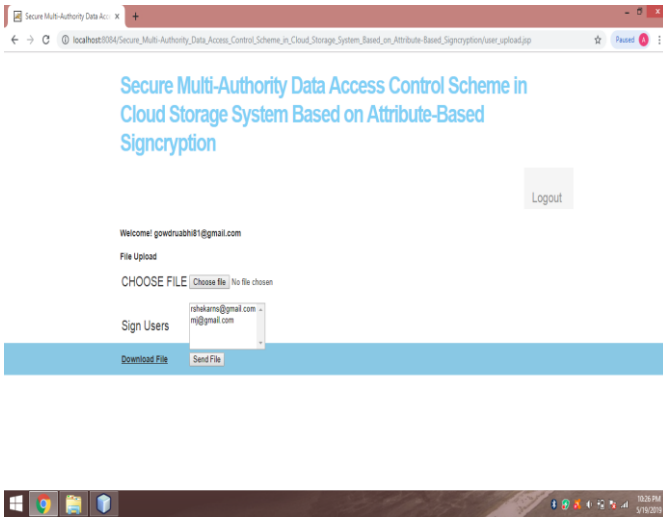 Secure Multi-Authority Data Acc
localhost:8084/Secure_Multi-Authority_Data_Access_Control_Scheme_in_Cloud_Storage_System_Based_on_Attribute-Based_Signcryption/user_upload.jsp
Paused A
Secure Multi-Authority Data Access Control Scheme in
Cloud Storage System Based on Attribute-Based
Signcryption
Logout
Welcome! gowdruabhi81@gmail.com
File Upload
CHOOSE FILE Choose file No file chosen
rshekarns@gmail.com
mj@gmail.com
Sign Users
Download File Send File
10:26 PM
5/19/2019